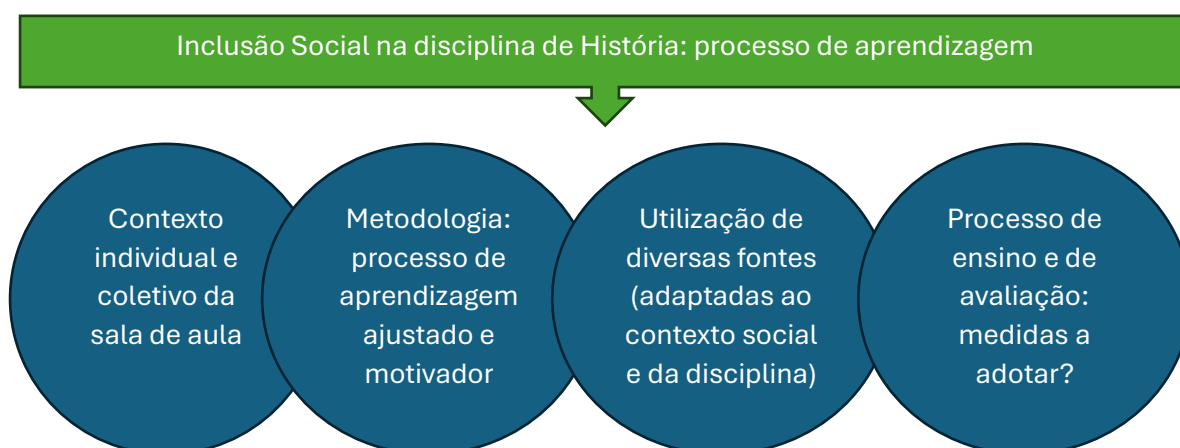 Inclusão Social na disciplina de História: processo de aprendizagem
Contexto
individual e
coletivo da
sala de aula
Metodologia:
processo de
aprendizagem
ajustado e
motivador
Utilização de
diversas fontes
(adaptadas ao
contexto social
e da disciplina)
Processo de
ensino e de
avaliação:
medidas a
adotar?